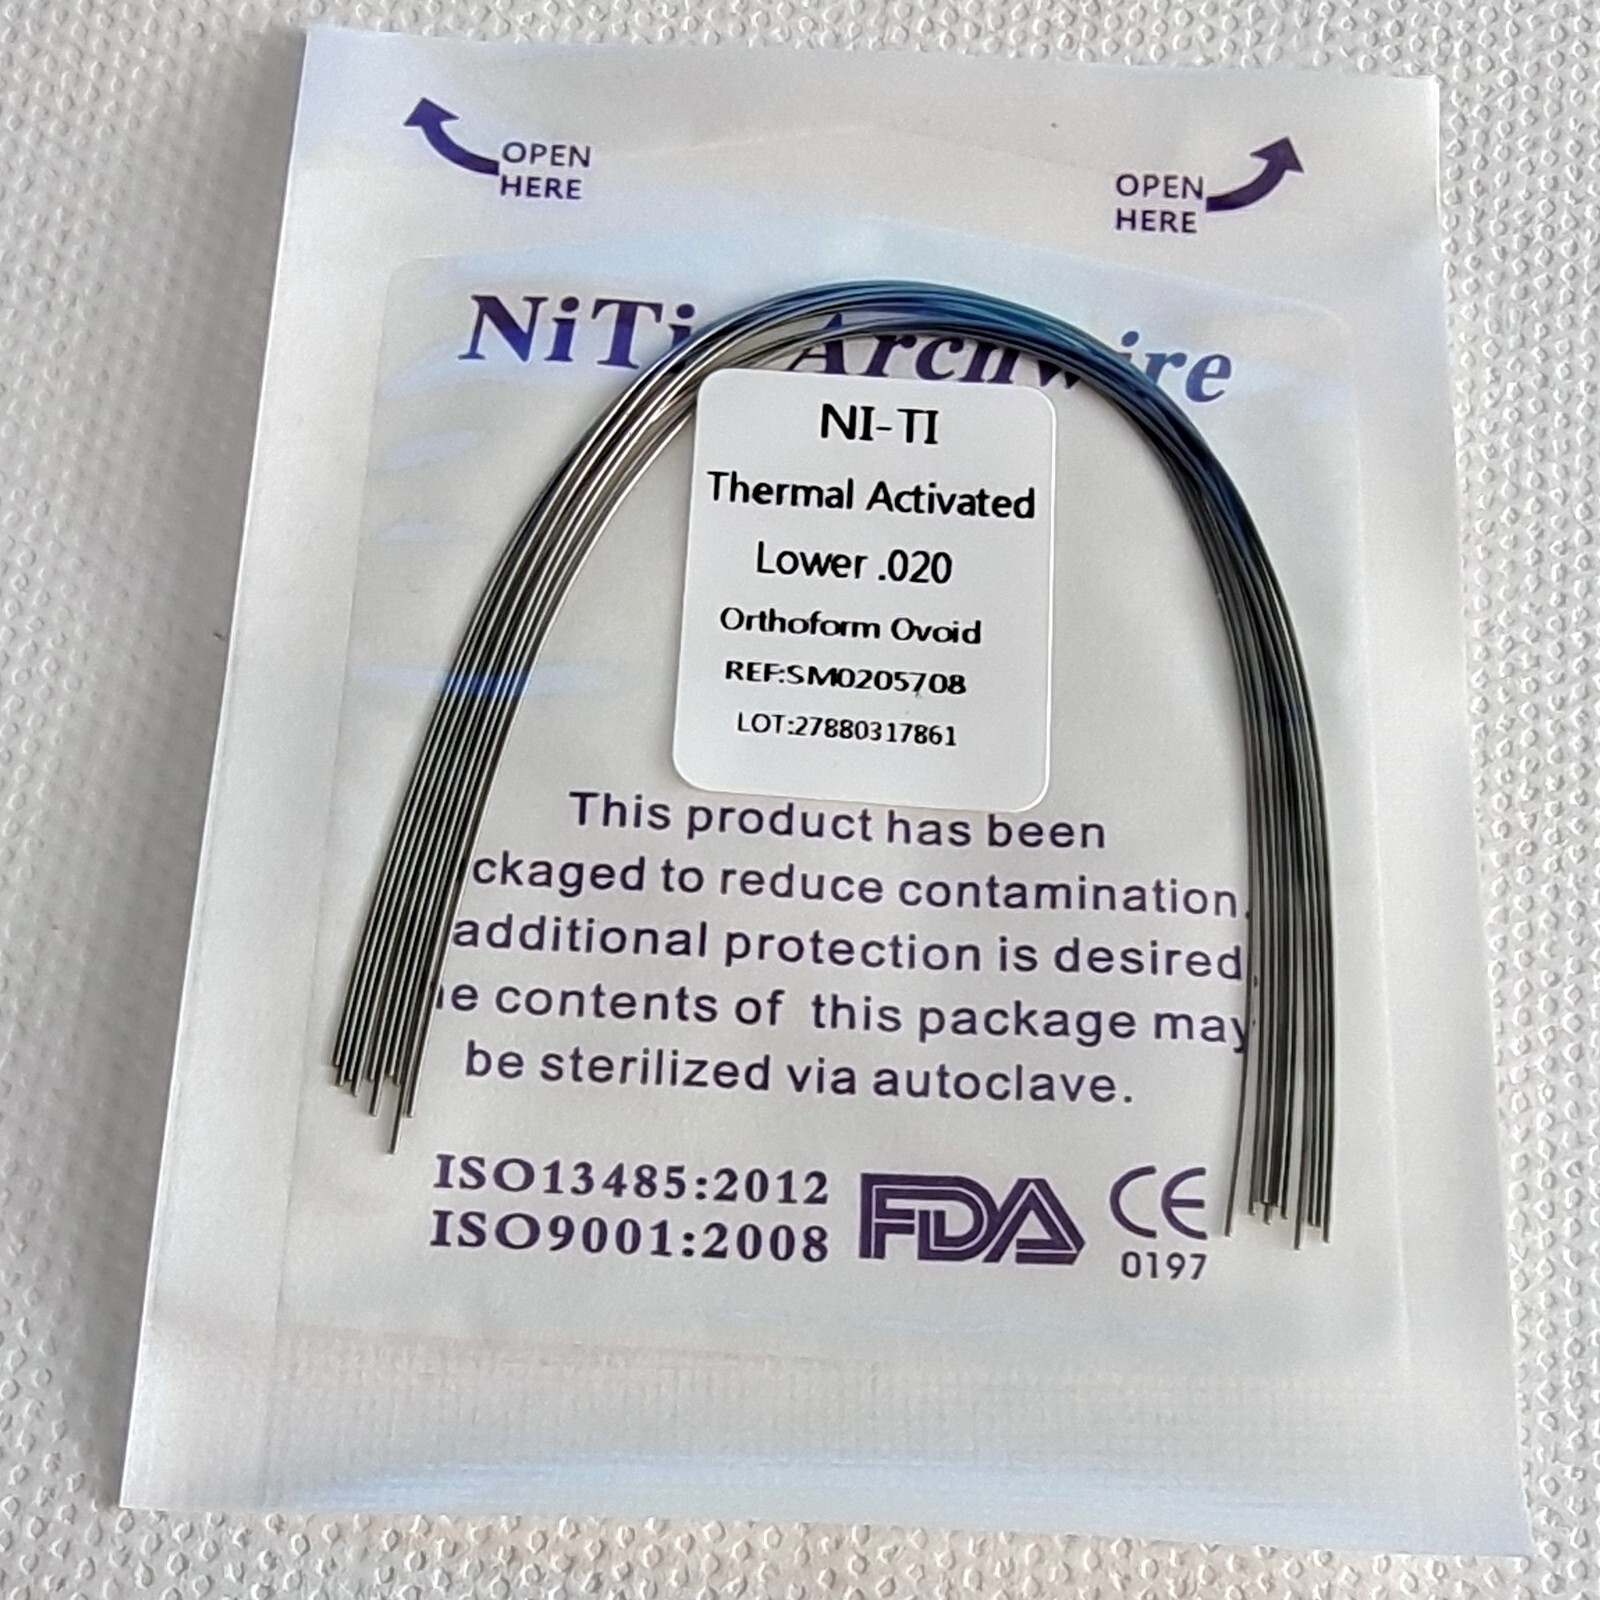 OPEN
HERE
OPEN
HERE
NiTi Archwire
NI-TI
Thermal Activated
Lower .020
Orthoform Ovoid
REF:SM0205708
LOT:27880317861
This product has been
ckaged to reduce contamination.
additional protection is desired,
e contents of this package may
be sterilized via autoclave.
ISO13485:2012
ISO9001:2008
FDA
CE
0197